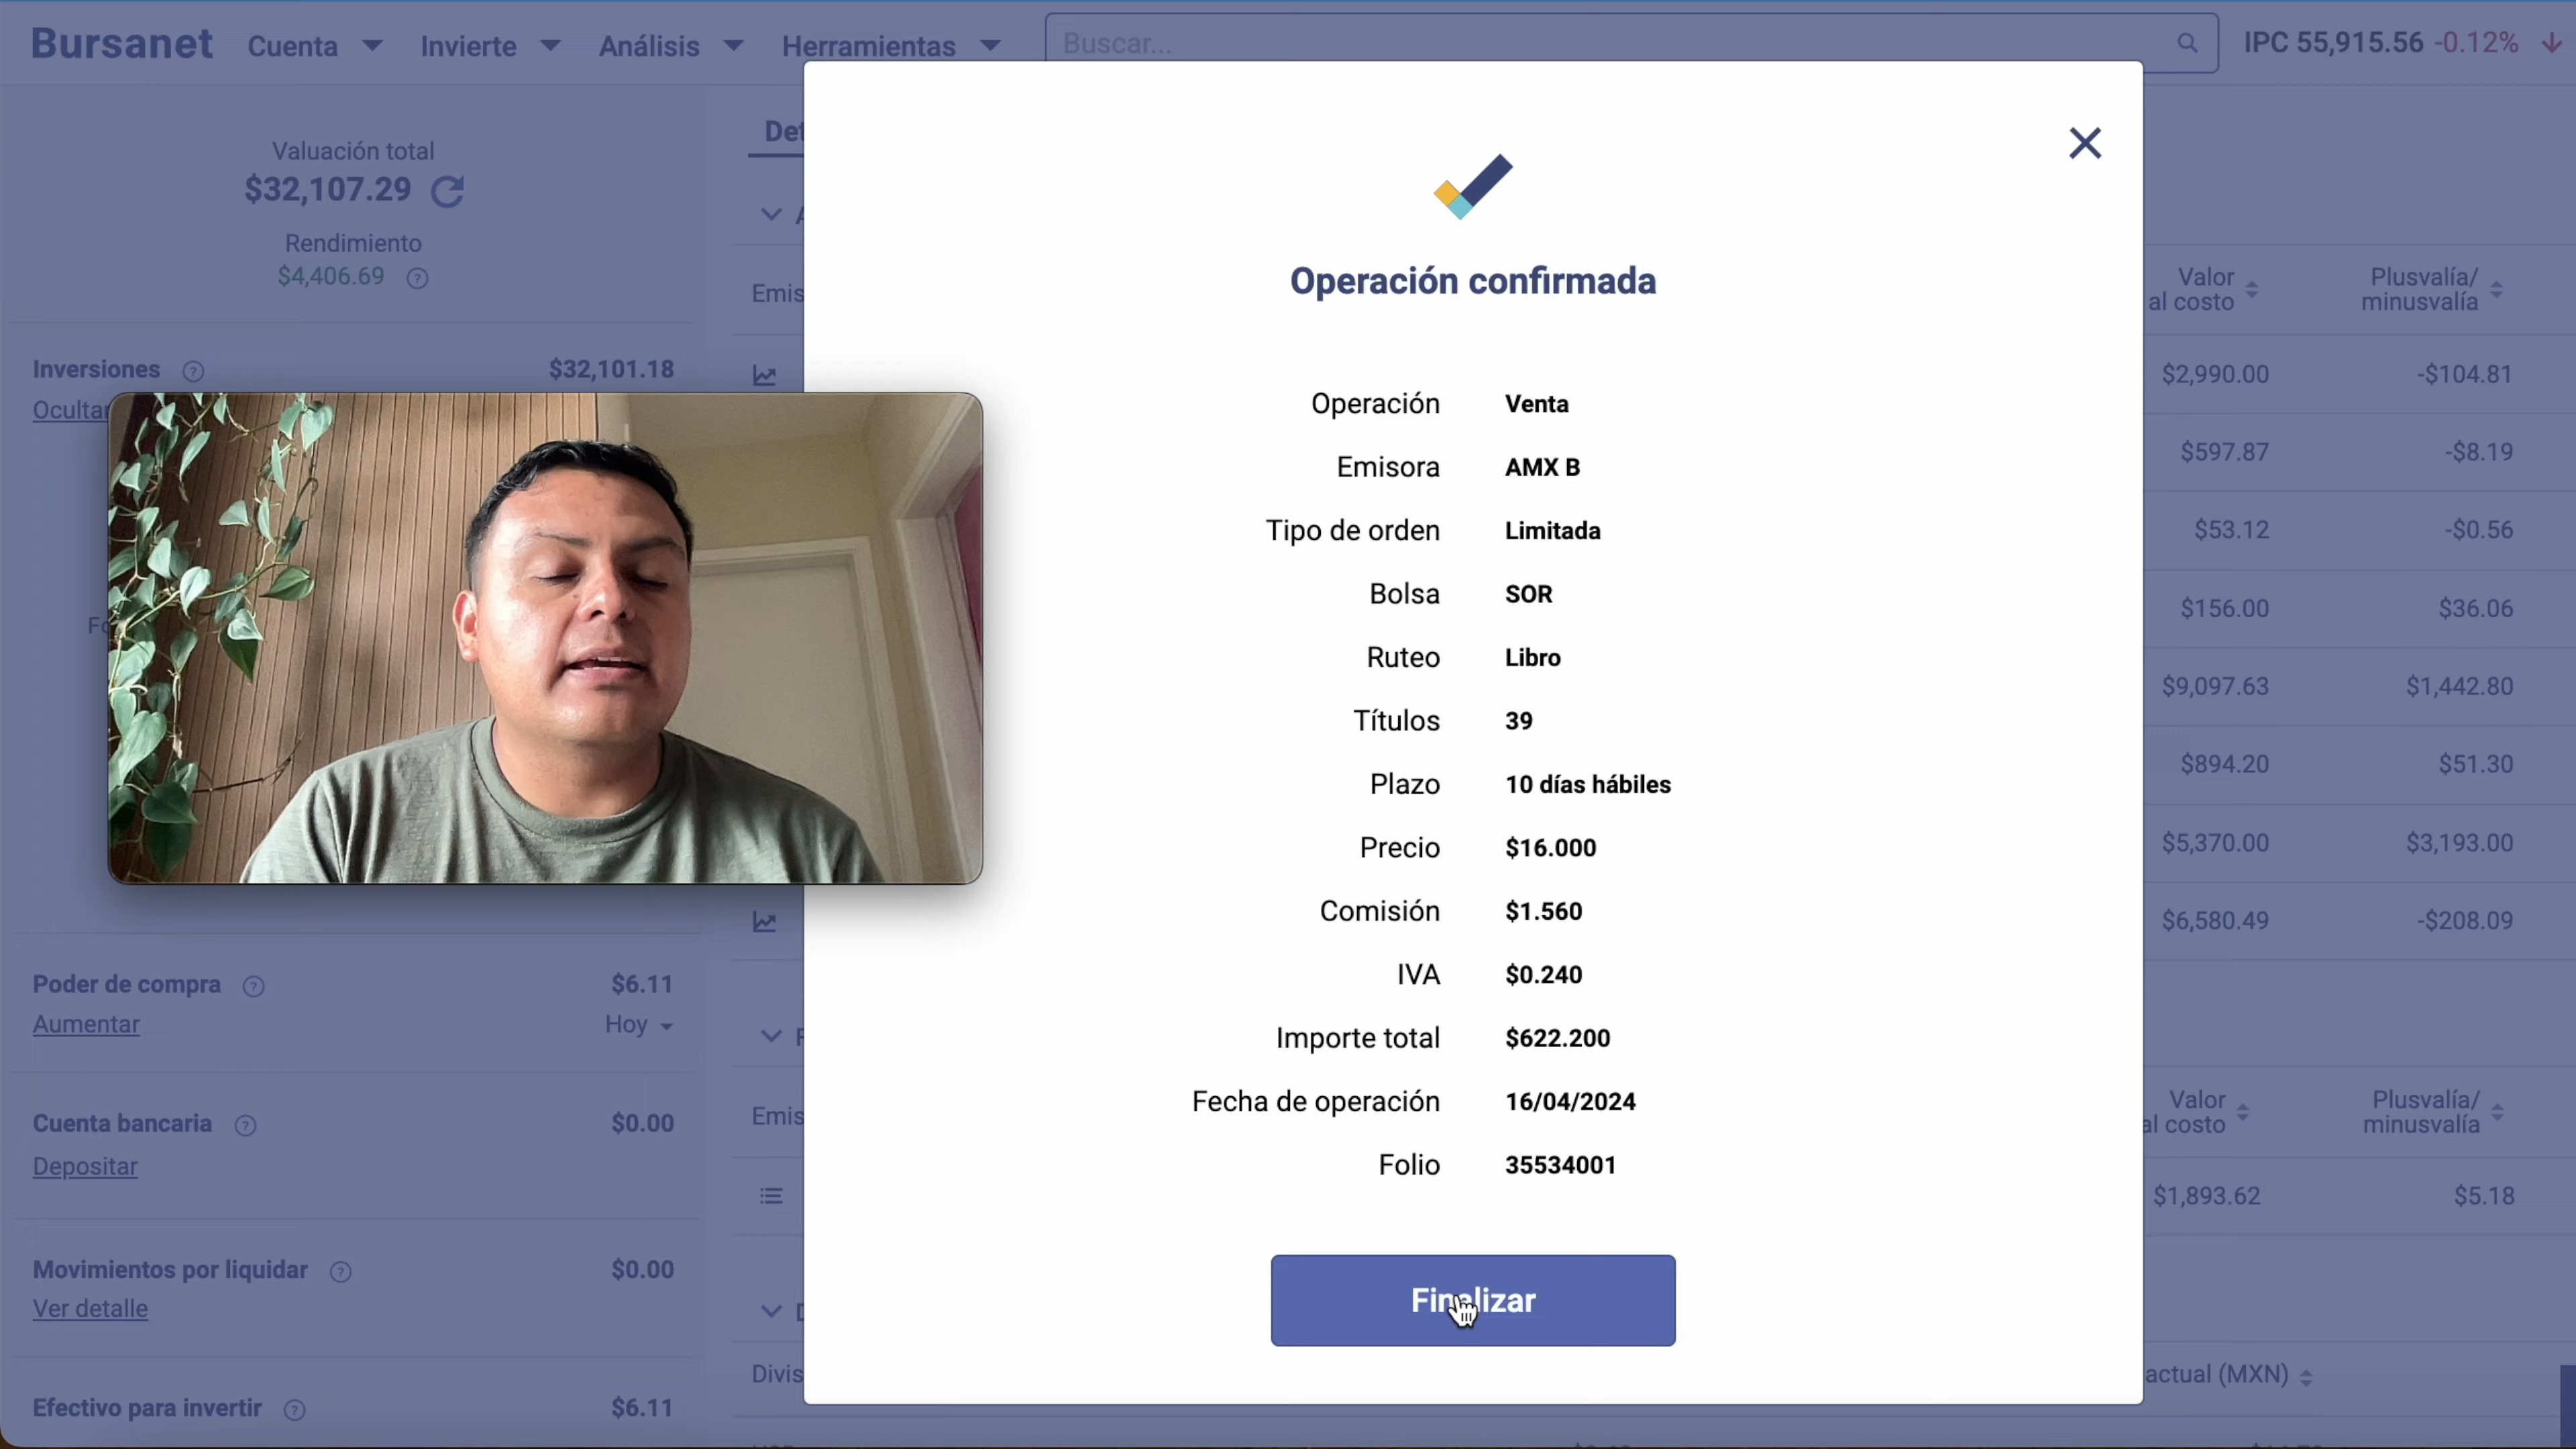 Bursanet Cuenta Invierte Análisis Herramientas Buscar... IPC 55,915.56 -0.12%
Valuación total
$32,107.29
Rendimiento
$4,406.69
Inversiones $32,101.18
Ocultar
Poder de compra $6.11
Aumentar Hoy
Cuenta bancaria $0.00
Depositar
Movimientos por liquidar $0.00
Ver detalle
Efectivo para invertir $6.11
Operación confirmada
Operación Venta
Emisora AMX B
Tipo de orden Limitada
Bolsa SOR
Ruteo Libro
Títulos 39
Plazo 10 días hábiles
Precio $16.000
Comisión $1.560
IVA $0.240
Importe total $622.200
Fecha de operación 16/04/2024
Folio 35534001
Finalizar
Valor Plusvalía/
al costo minusvalía
$2,990.00 -$104.81
$597.87 -$8.19
$53.12 -$0.56
$156.00 $36.06
$9,097.63 $1,442.80
$894.20 $51.30
$5,370.00 $3,193.00
$6,580.49 -$208.09
Valor Plusvalía/
al costo minusvalía
$1,893.62 $5.18
actual (MXN)